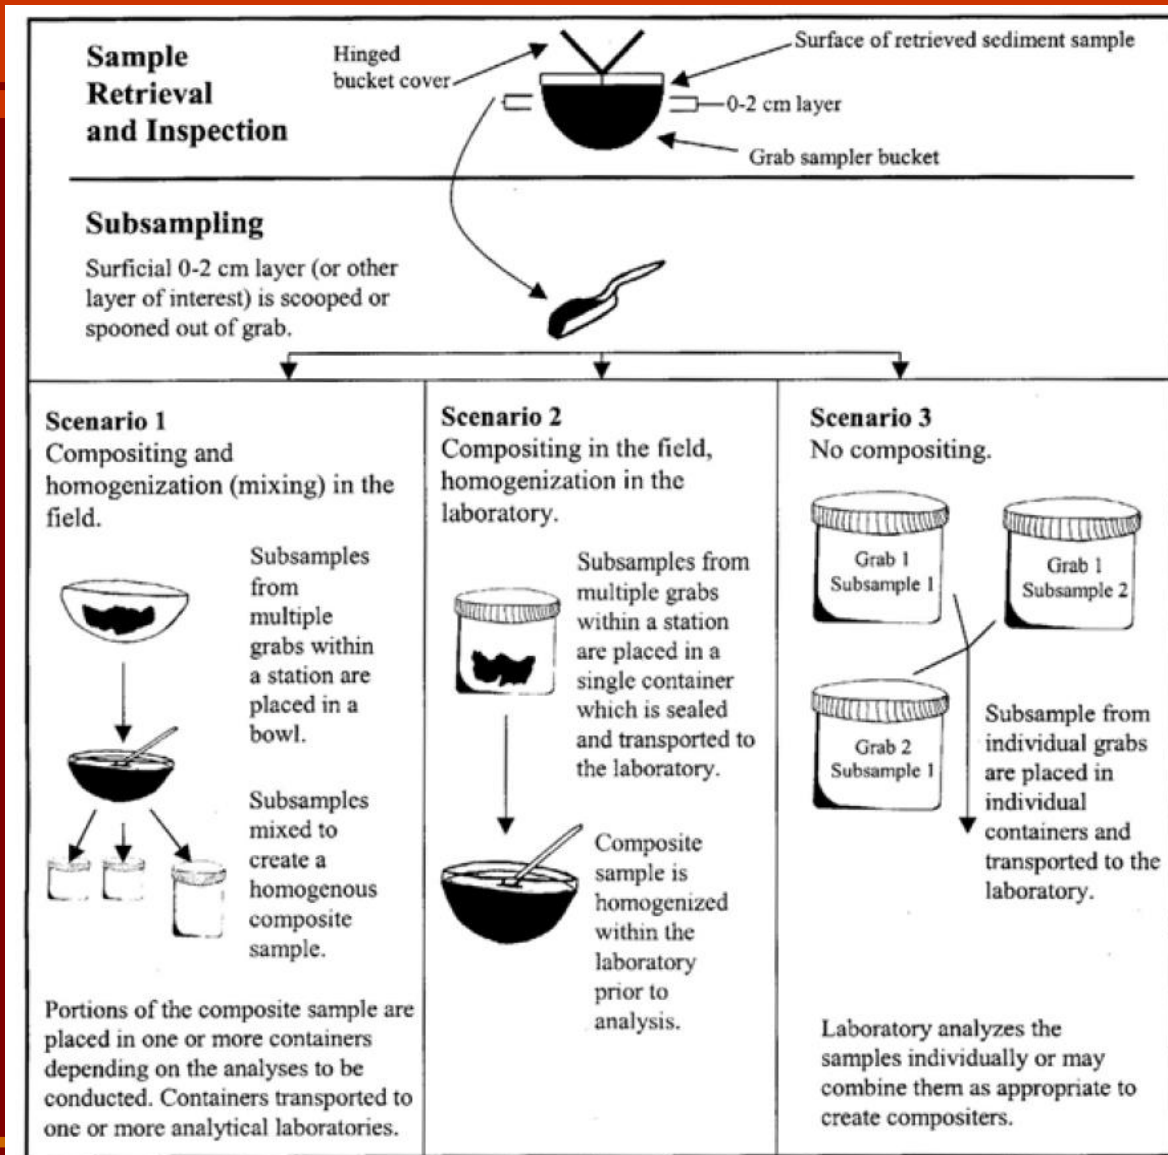 Sample
Retrieval
and Inspection
Hinged
bucket cover
Surface of retrieved sediment sample
0-2 cm layer
Grab sampler bucket
Subsampling
Surficial 0-2 cm layer (or other
layer of interest) is scooped or
spooned out of grab.
Scenario 1
Compositing and
homogenization (mixing) in the
field.
Subsamples
from
multiple
grabs within
a station are
placed in a
bowl.
Subsamples
mixed to
create a
homogenous
composite
sample.
Portions of the composite sample are
placed in one or more containers
depending on the analyses to be
conducted. Containers transported to
one or more analytical laboratories.
Scenario 2
Compositing in the field,
homogenization in the
laboratory.
Subsamples from
multiple grabs
within a station
are placed in a
single container
which is sealed
and transported to
the laboratory.
Composite
sample is
homogenized
within the
laboratory
prior to
analysis.
Scenario 3
No compositing.
Grab 1
Subsample 1
Grab 1
Subsample 2
Grab 2
Subsample 1
Subsample from
individual grabs
are placed in
individual
containers and
transported to the
laboratory.
Laboratory analyzes the
samples individually or may
combine them as appropriate to
create compositers.